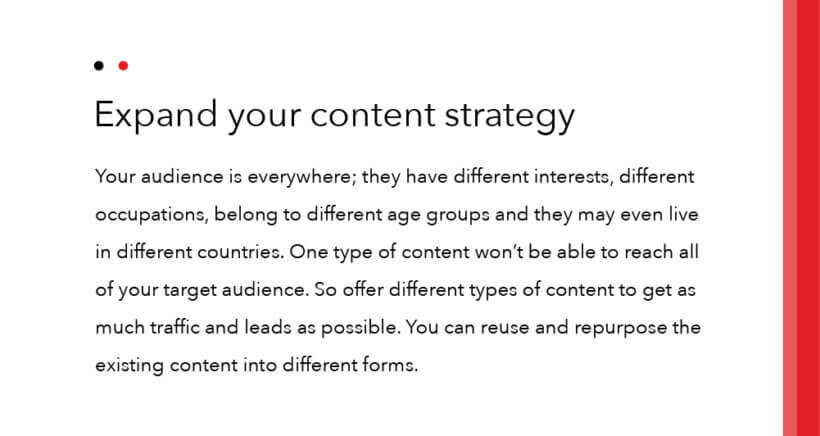 Expand your content strategy
Your audience is everywhere; they have different interests, different
occupations, belong to different age groups and they may even live
in different countries. One type of content won’t be able to reach all
of your target audience. So offer different types of content to get as
much traffic and leads as possible. You can reuse and repurpose the
existing content into different forms.